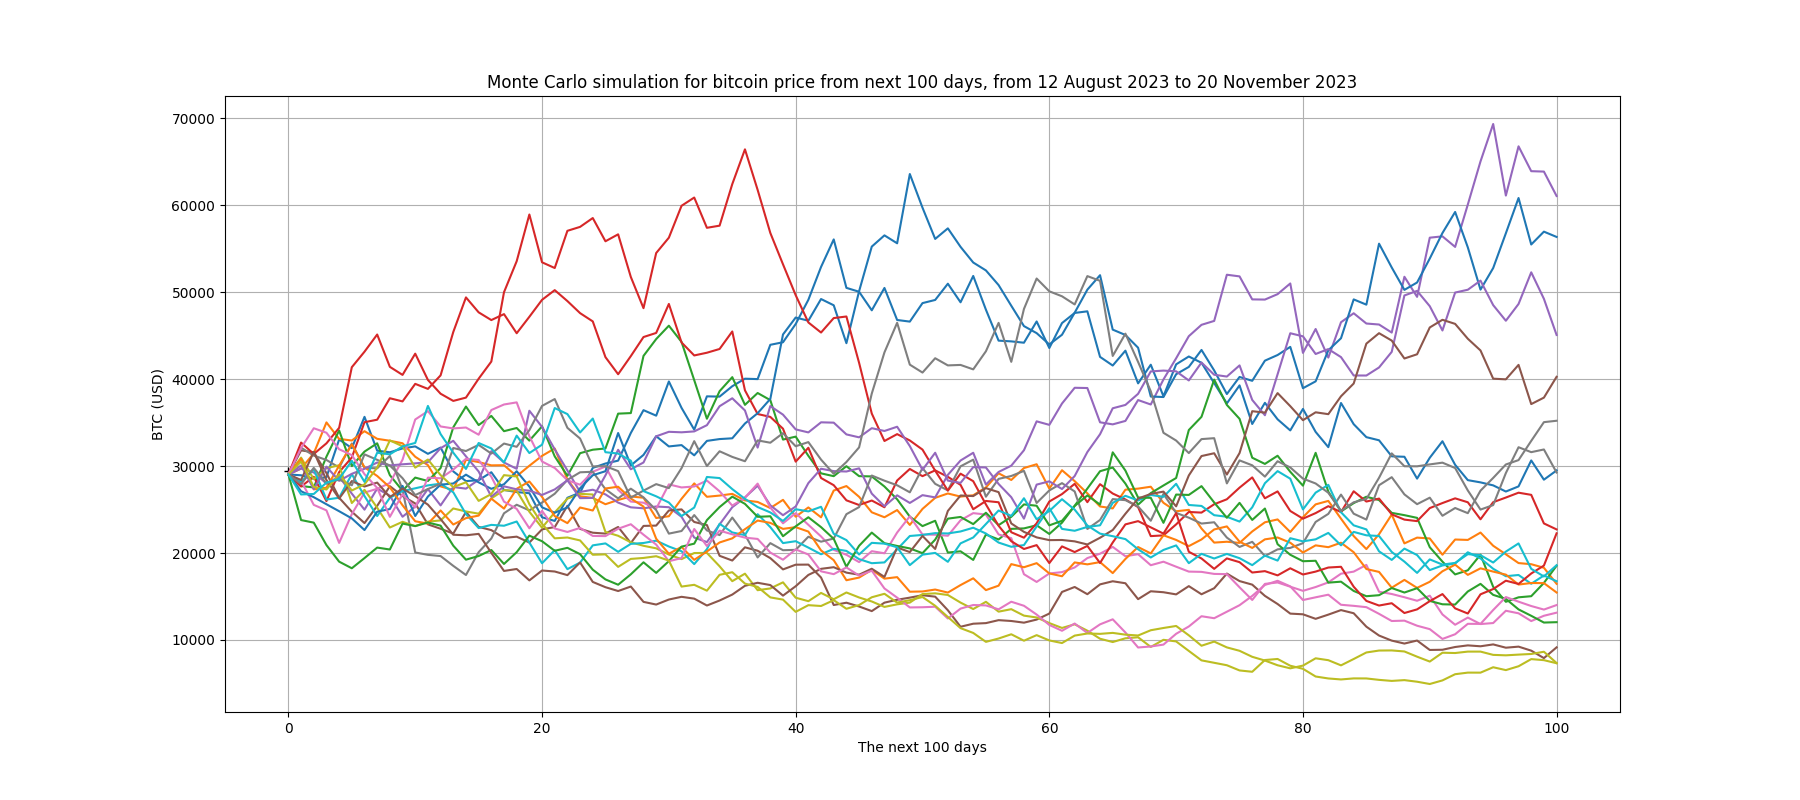 Monte Carlo simulation for bitcoin price from next 100 days, from 12 August 2023 to 20 November 2023
70000
60000
50000
40000
30000
20000
10000
BTC (USD)
0 20 40 60 80 100
The next 100 days